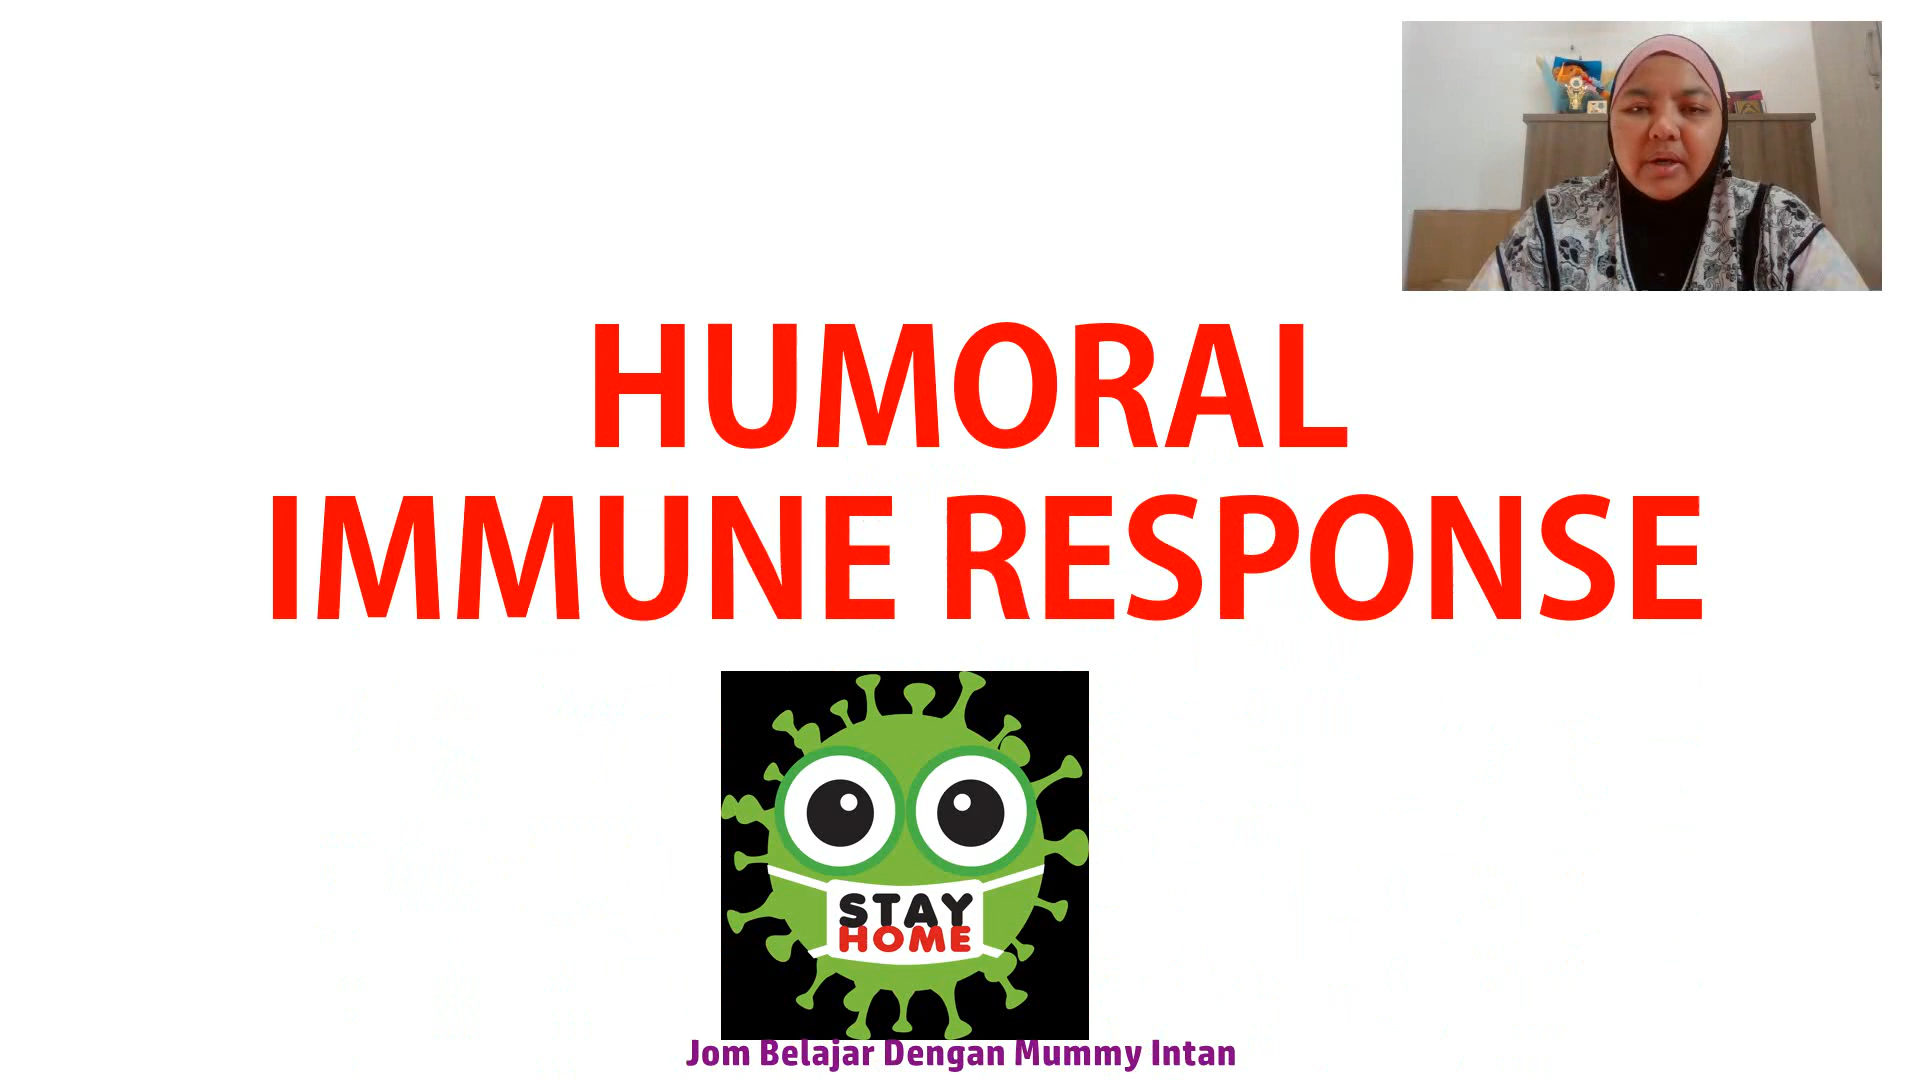 HUMORAL
IMMUNE RESPONSE
STAY
HOME
Jom Belajar Dengan Mummy Intan